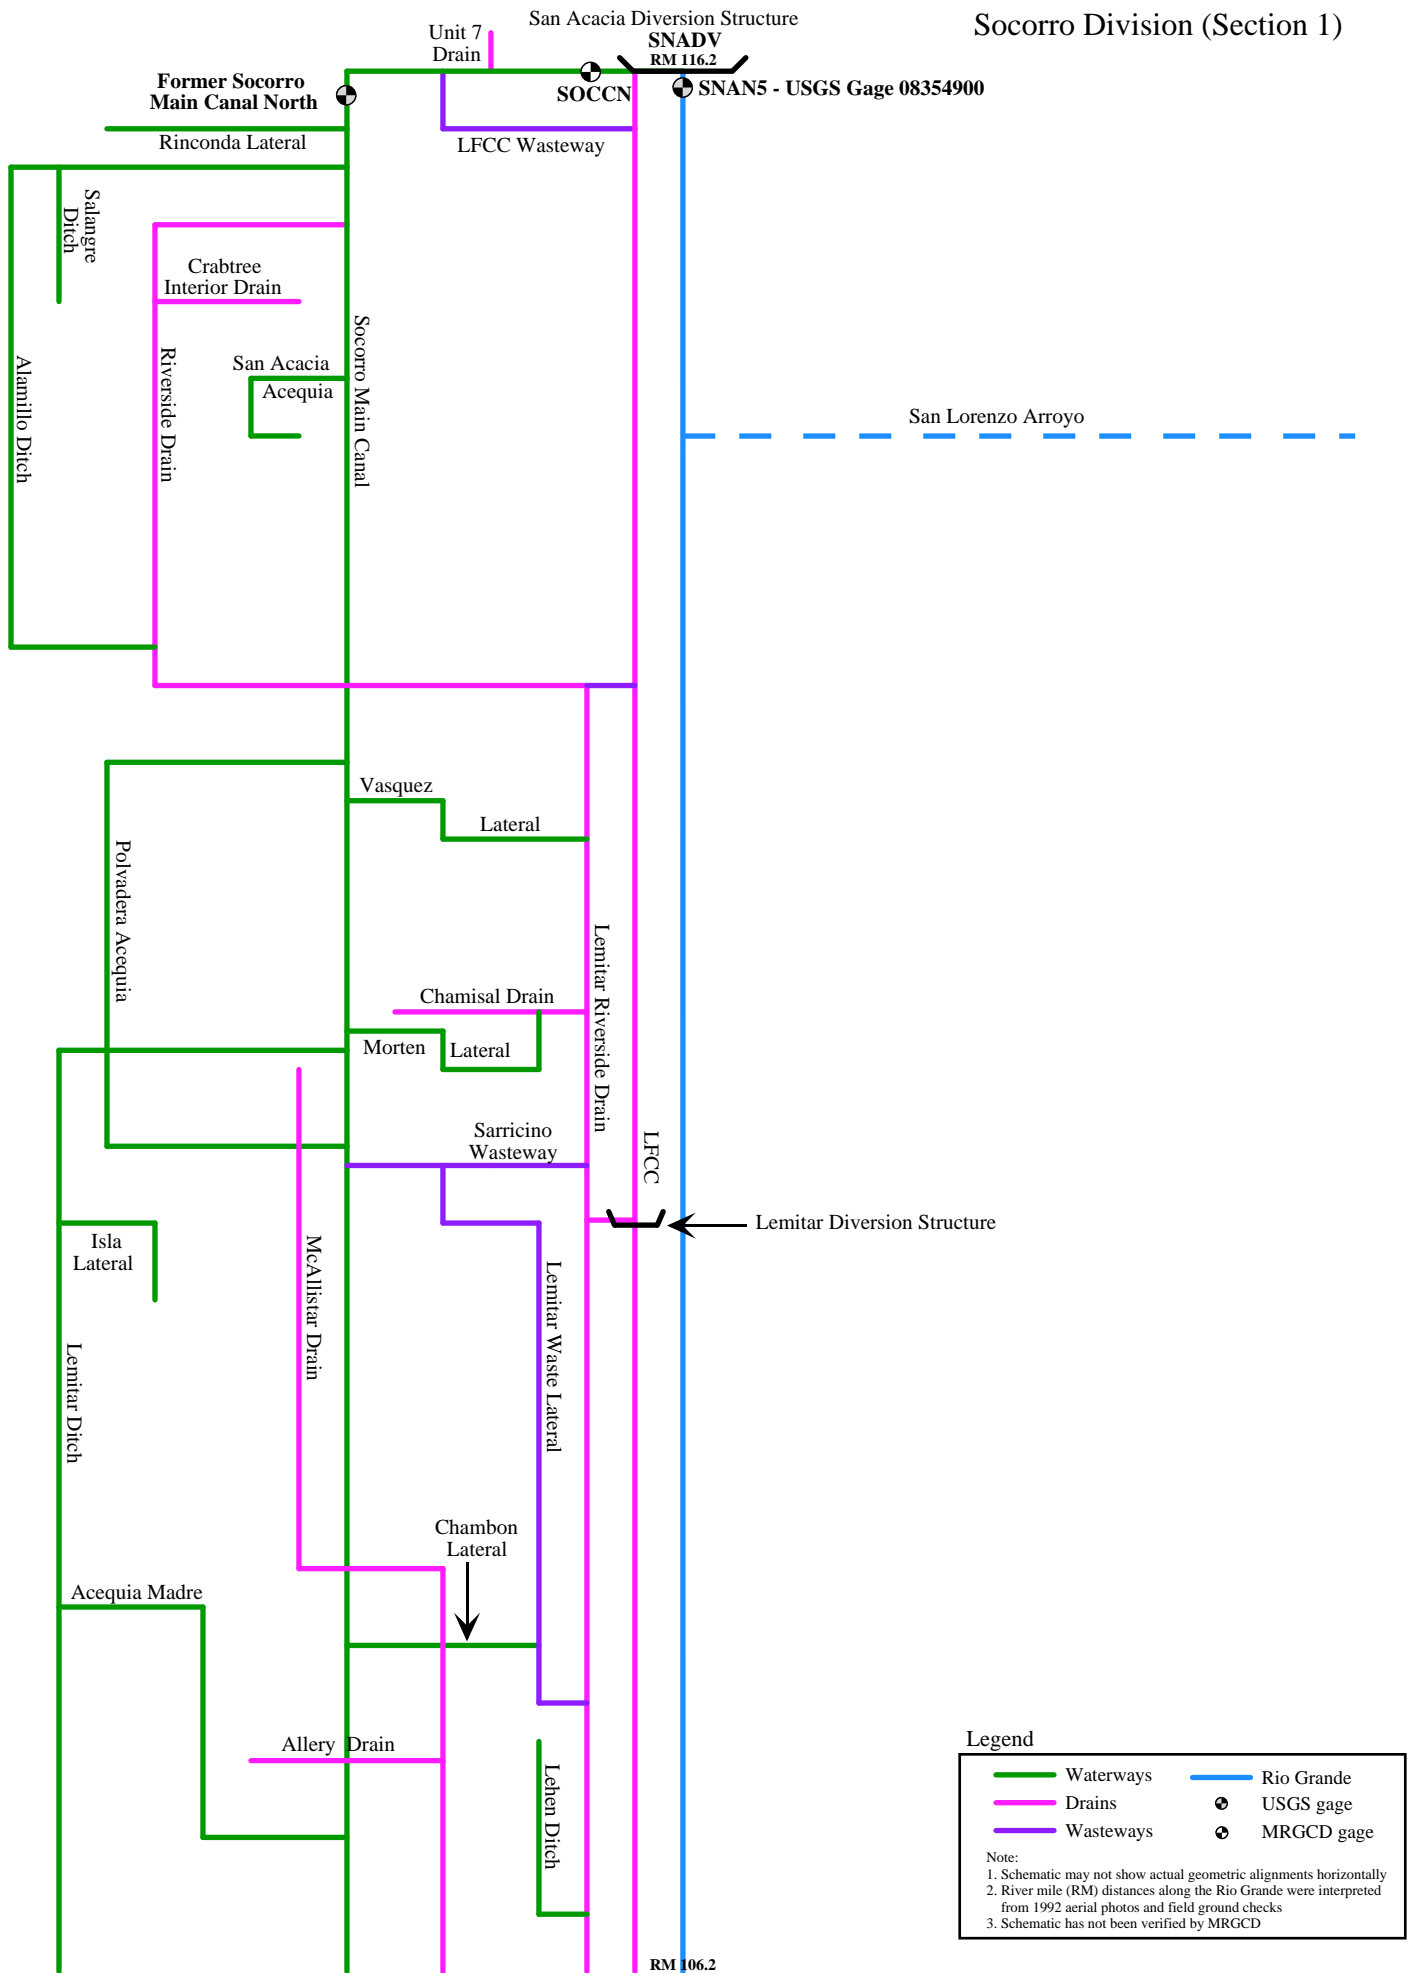 Socorro Division (Section 1)
San Acacia Diversion Structure
SNADV
RM 116.2
Unit 7
Drain
Former Socorro
Main Canal North
SOCCN
SNAN5 - USGS Gage 08354900
Rinconda Lateral
LFCC Wasteway
Salangre
Ditch
Crabtree
Interior Drain
Socorro Main Canal
San Acacia
Acequia
Alamillo Ditch
Riverside Drain
San Lorenzo Arroyo
Vasquez
Lateral
Polvadera Acequia
Lemitar Riverside Drain
Chamisal Drain
Morten
Lateral
Sarricino
Wasteway
LFCC
Lemitar Diversion Structure
Isla
Lateral
McAllistar Drain
Lemitar Waste Lateral
Lemitar Ditch
Chambon
Lateral
Acequia Madre
Allery Drain
Lehen Ditch
RM 106.2
Legend
Waterways
Rio Grande
Drains
USGS gage
Wasteways
MRGCD gage
Note:
1. Schematic may not show actual geometric alignments horizontally
2. River mile (RM) distances along the Rio Grande were interpreted
from 1992 aerial photos and field ground checks
3. Schematic has not been verified by MRGCD